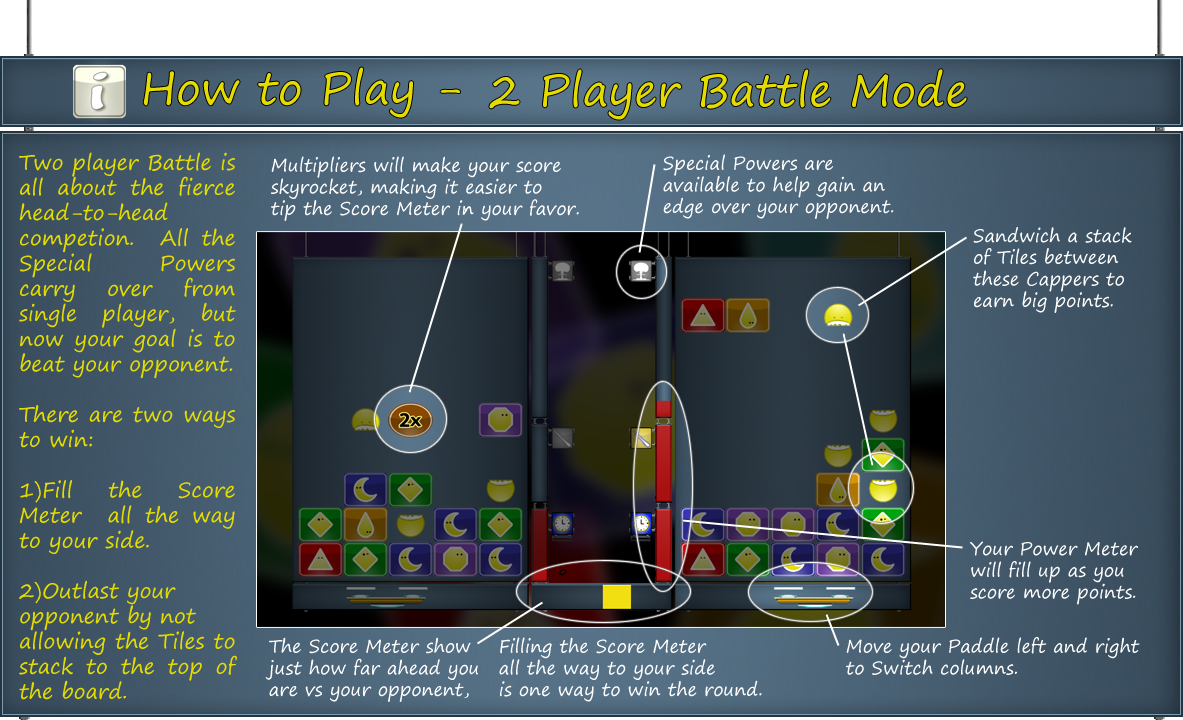 How to Play - 2 Player Battle Mode
Two player Battle is
all about the fierce
head-to-head
competion. All the
Special Powers
carry over from
single player, but
now your goal is to
beat your opponent.
There are two ways
to win:
1)Fill the Score
Meter all the way
to your side.
2)Outlast your
opponent by not
allowing the Tiles to
stack to the top of
the board.
Multipliers will make your score
skyrocket, making it easier to
tip the Score Meter in your favor.
Special Powers are
available to help gain an
edge over your opponent.
Sandwich a stack
of Tiles between
these Cappers to
earn big points.
2x
Your Power Meter
will fill up as you
score more points.
The Score Meter show
just how far ahead you
are vs your opponent,
Filling the Score Meter
all the way to your side
is one way to win the round.
Move your Paddle left and right
to Switch columns.